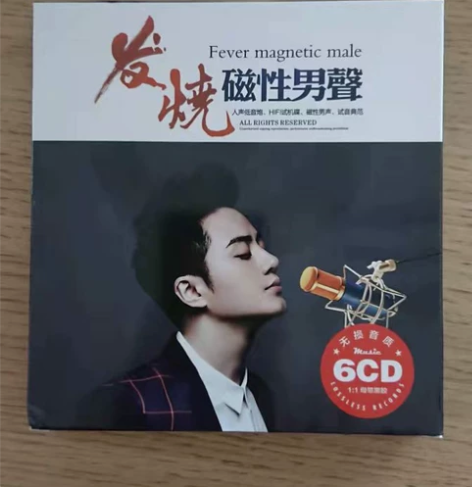 发烧
Fever magnetic male
磁性男聲
人声低音炮、HIFI试机碟、磁性男声、试音典范
ALL RIGHTS RESERVED
无损音质
Music
6CD
1:1母带
LOSSLESS RECORDS